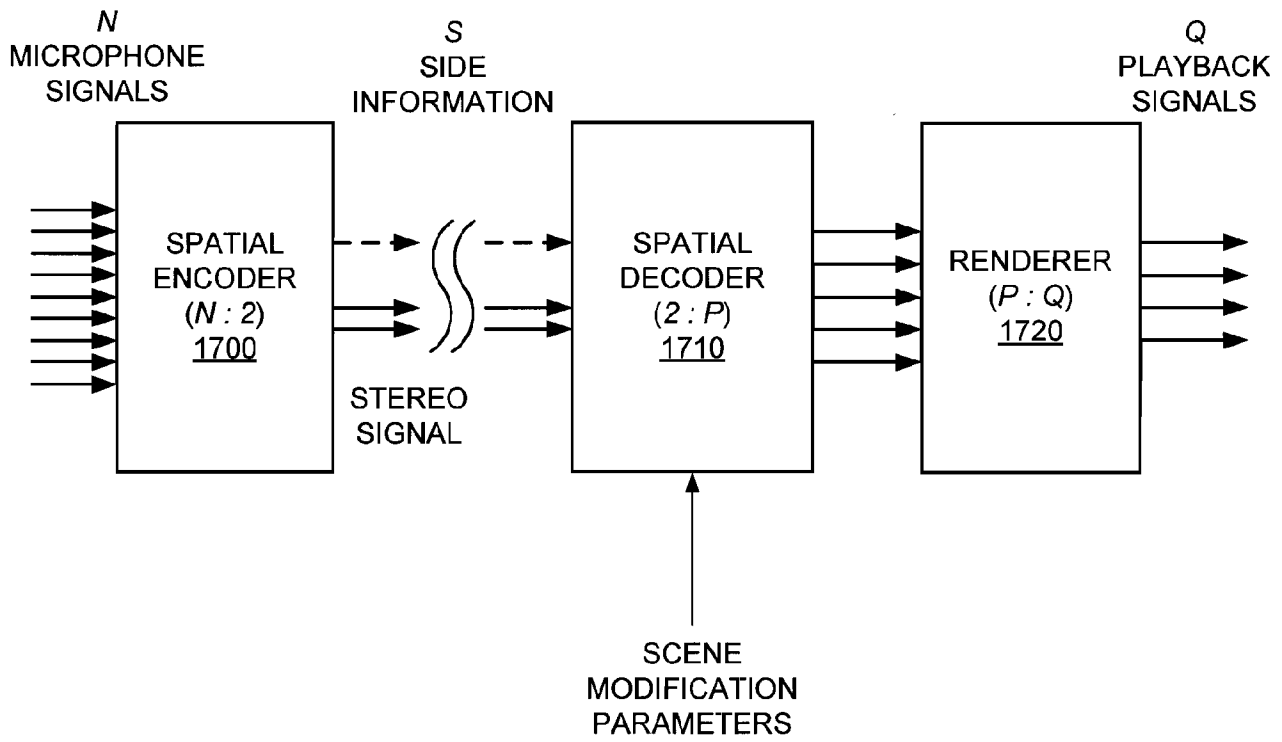 N
MICROPHONE
SIGNALS
S
SIDE
INFORMATION
Q
PLAYBACK
SIGNALS
SPATIAL
ENCODER
(N : 2)
1700
STEREO
SIGNAL
SPATIAL
DECODER
(2 : P)
1710
RENDERER
(P : Q)
1720
SCENE
MODIFICATION
PARAMETERS